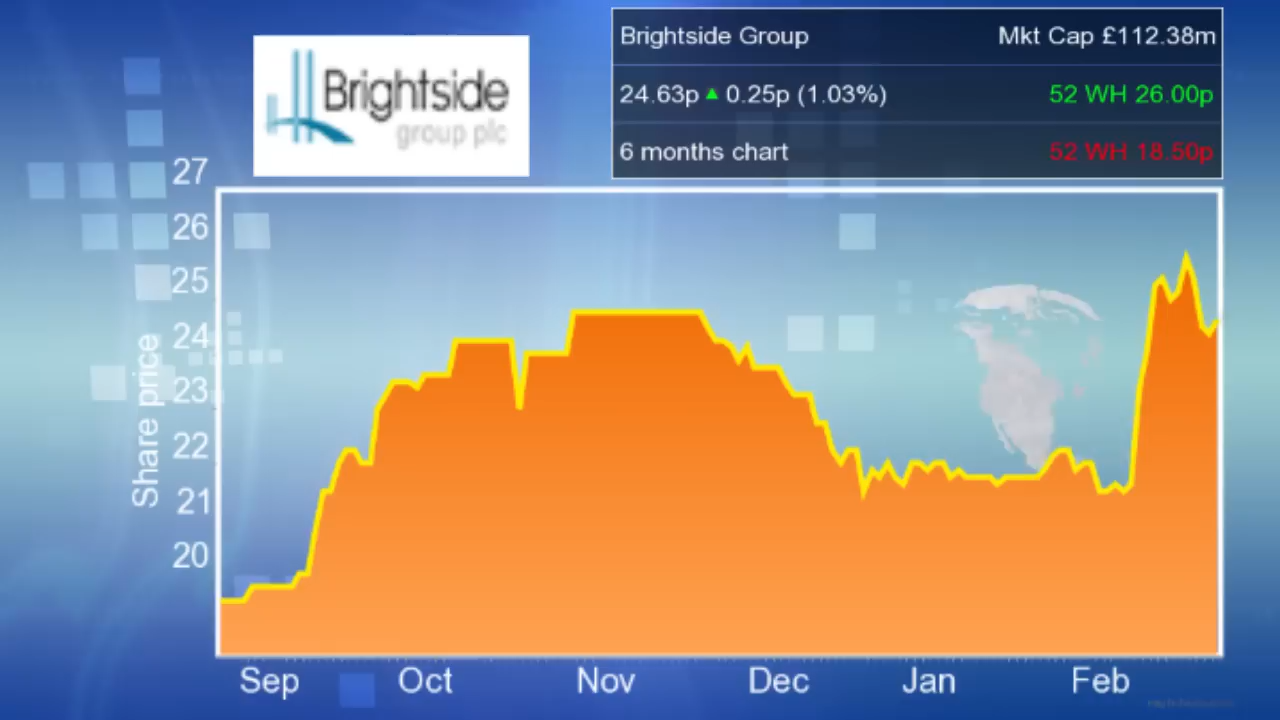 Brightside
group plc
Brightside Group Mkt Cap £112.38m
24.63p ▲ 0.25p (1.03%) 52 WH 26.00p
6 months chart 52 WH 18.50p
27
26
25
24
23
22
21
20
Share price
Sep Oct Nov Dec Jan Feb